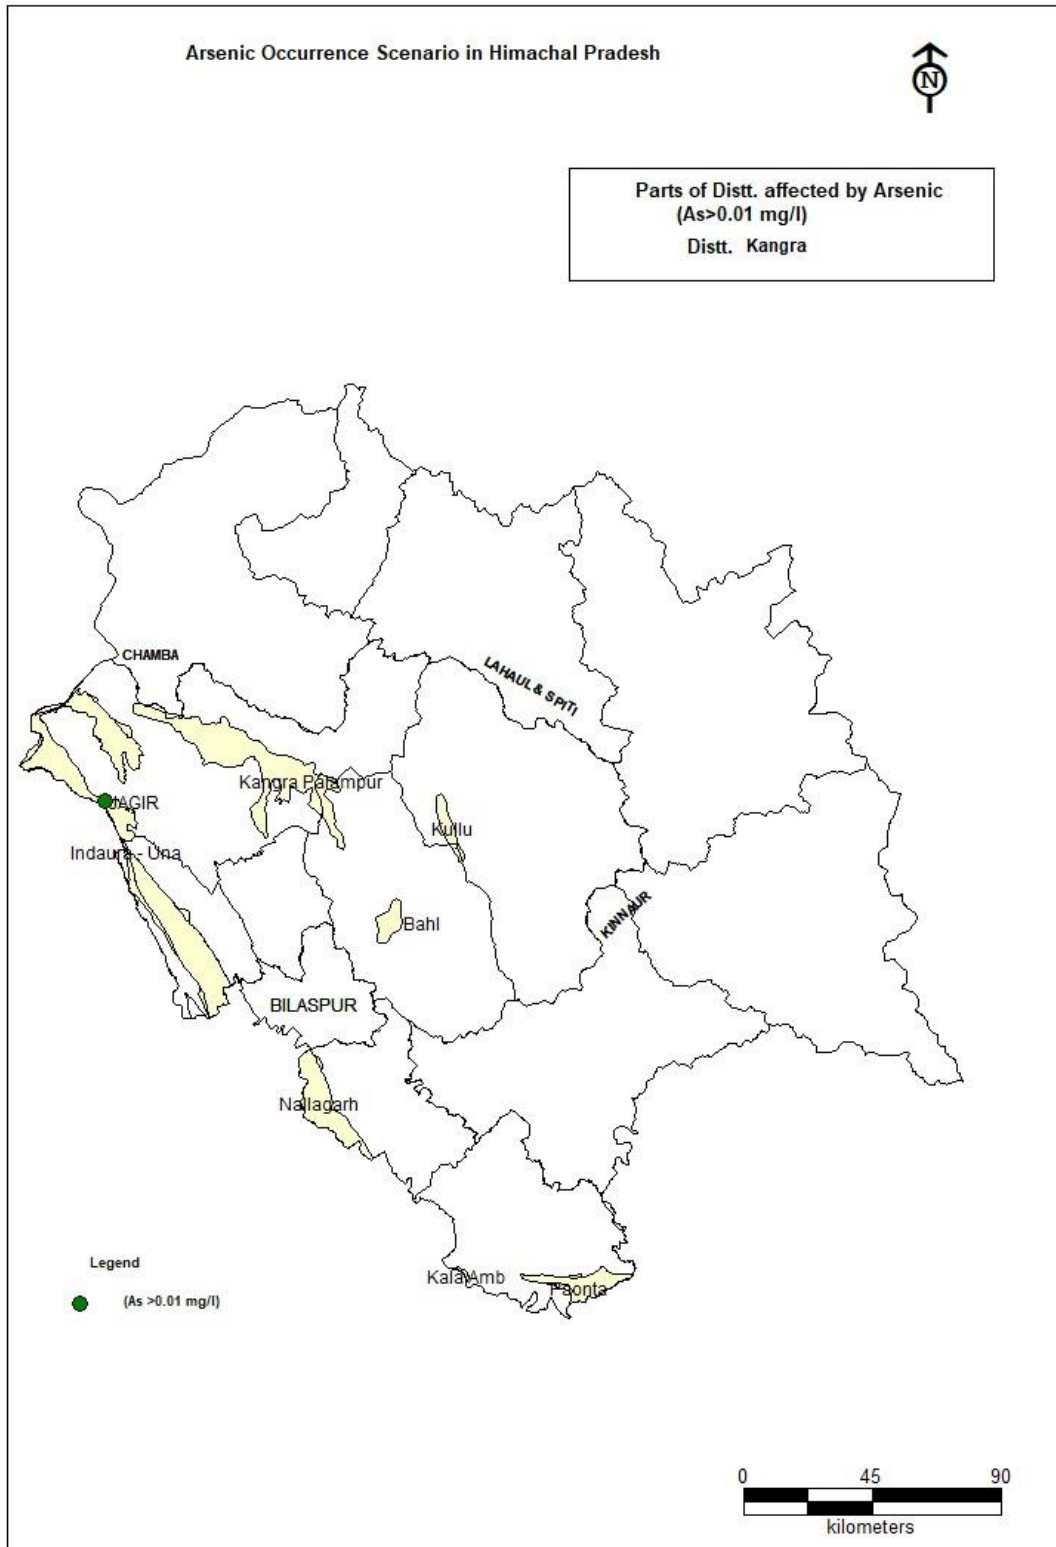 Arsenic Occurrence Scenario in Himachal Pradesh
N
Parts of Distt. affected by Arsenic
(As>0.01 mg/l)
Distt. Kangra
CHAMBA
LAHAUL & SPITI
Kangra Palampur
JAGIR
Kullu
Indaura - Una
KINNAUR
Bahl
BILASPUR
Nallagarh
Kala Amb
Paonta
Legend
(As >0.01 mg/l)
0 45 90
kilometers